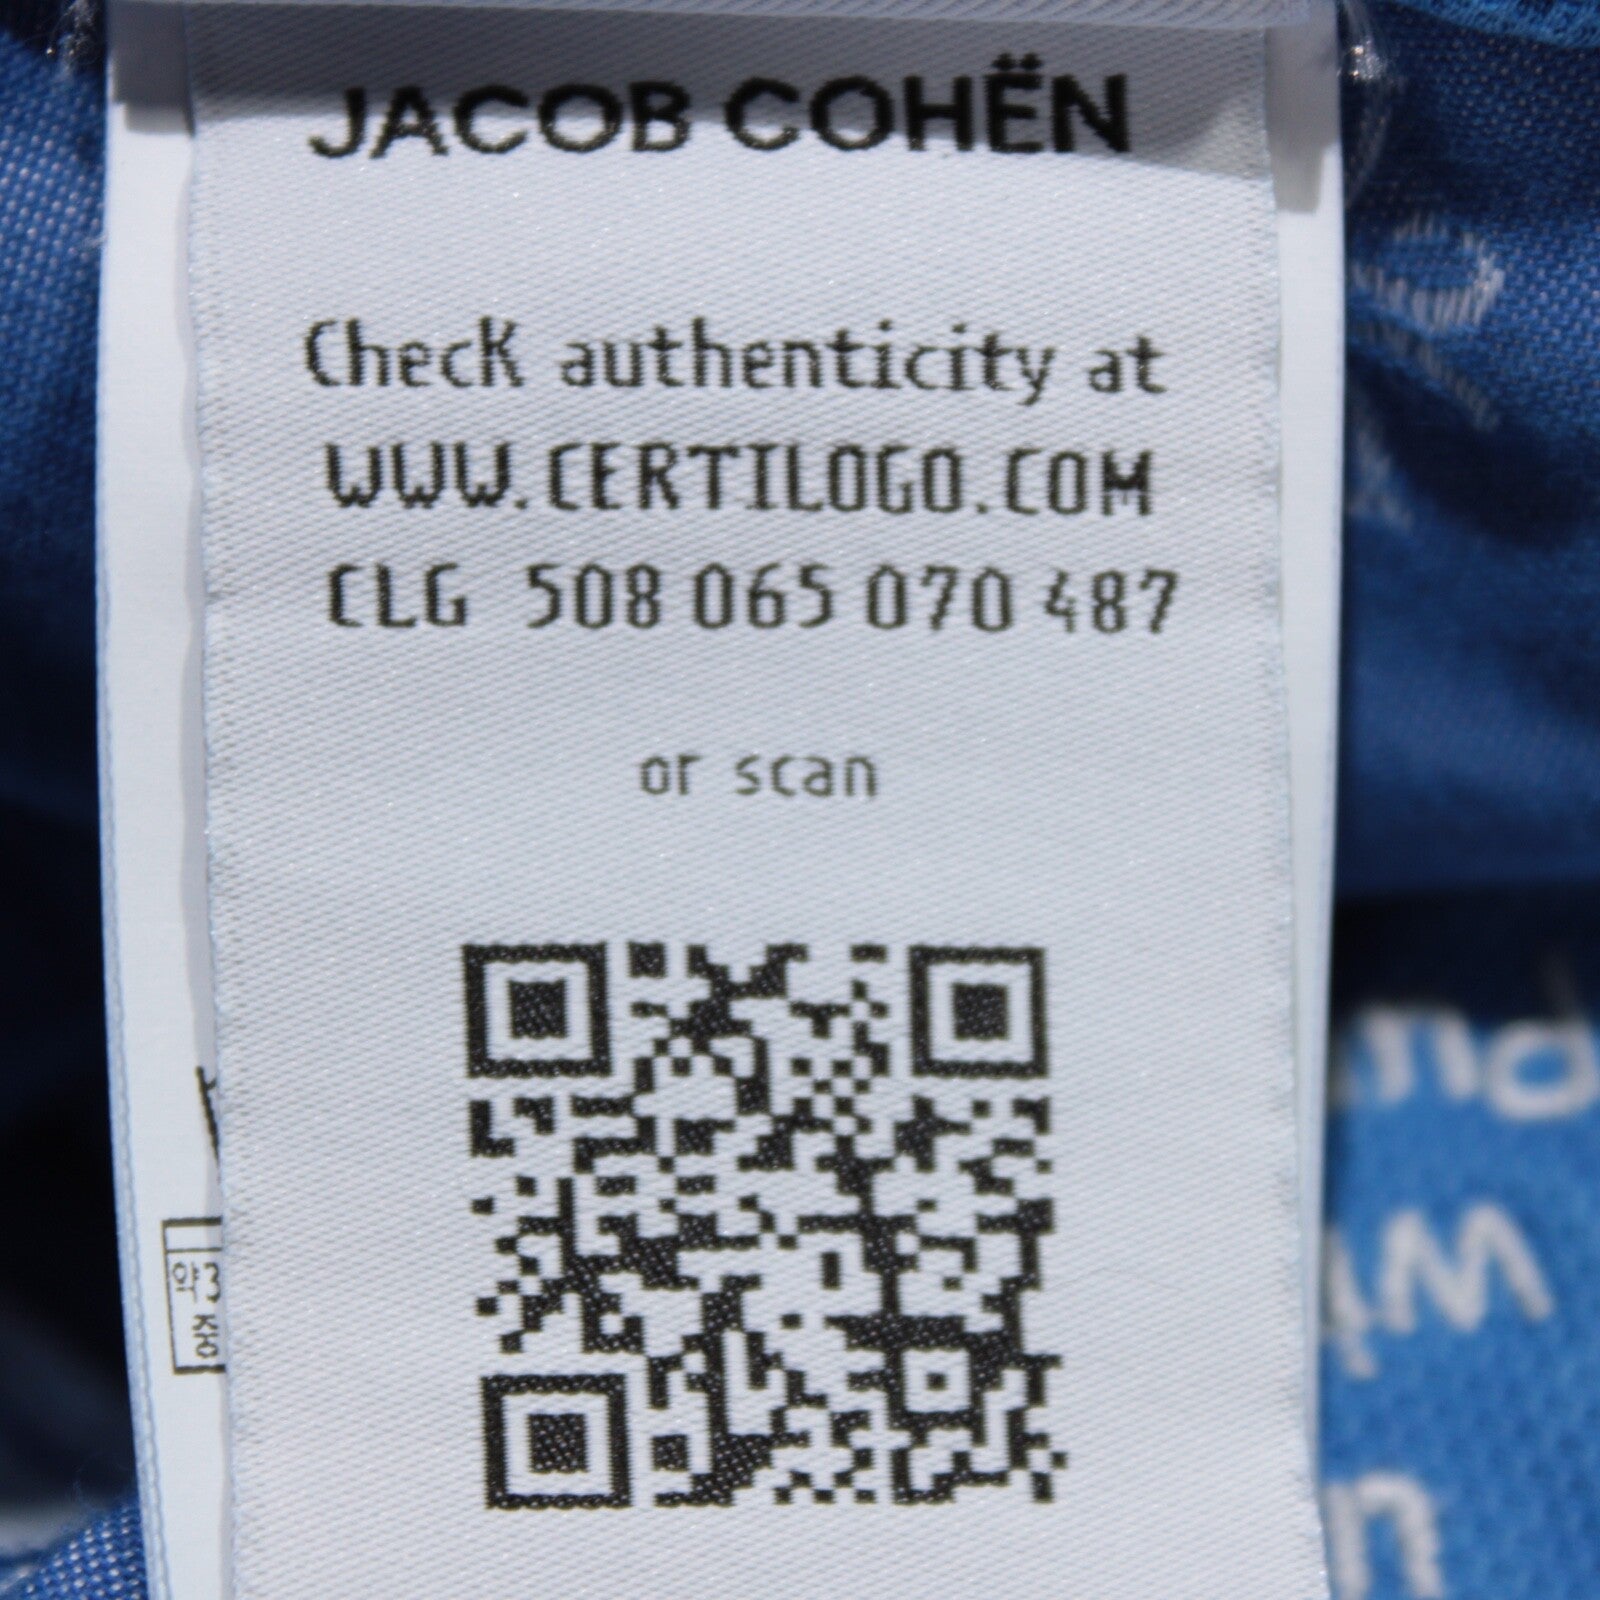 JACOB COHËN
Check authenticity at
WWW.CERTILOGO.COM
CLG 508 065 070 487
or scan